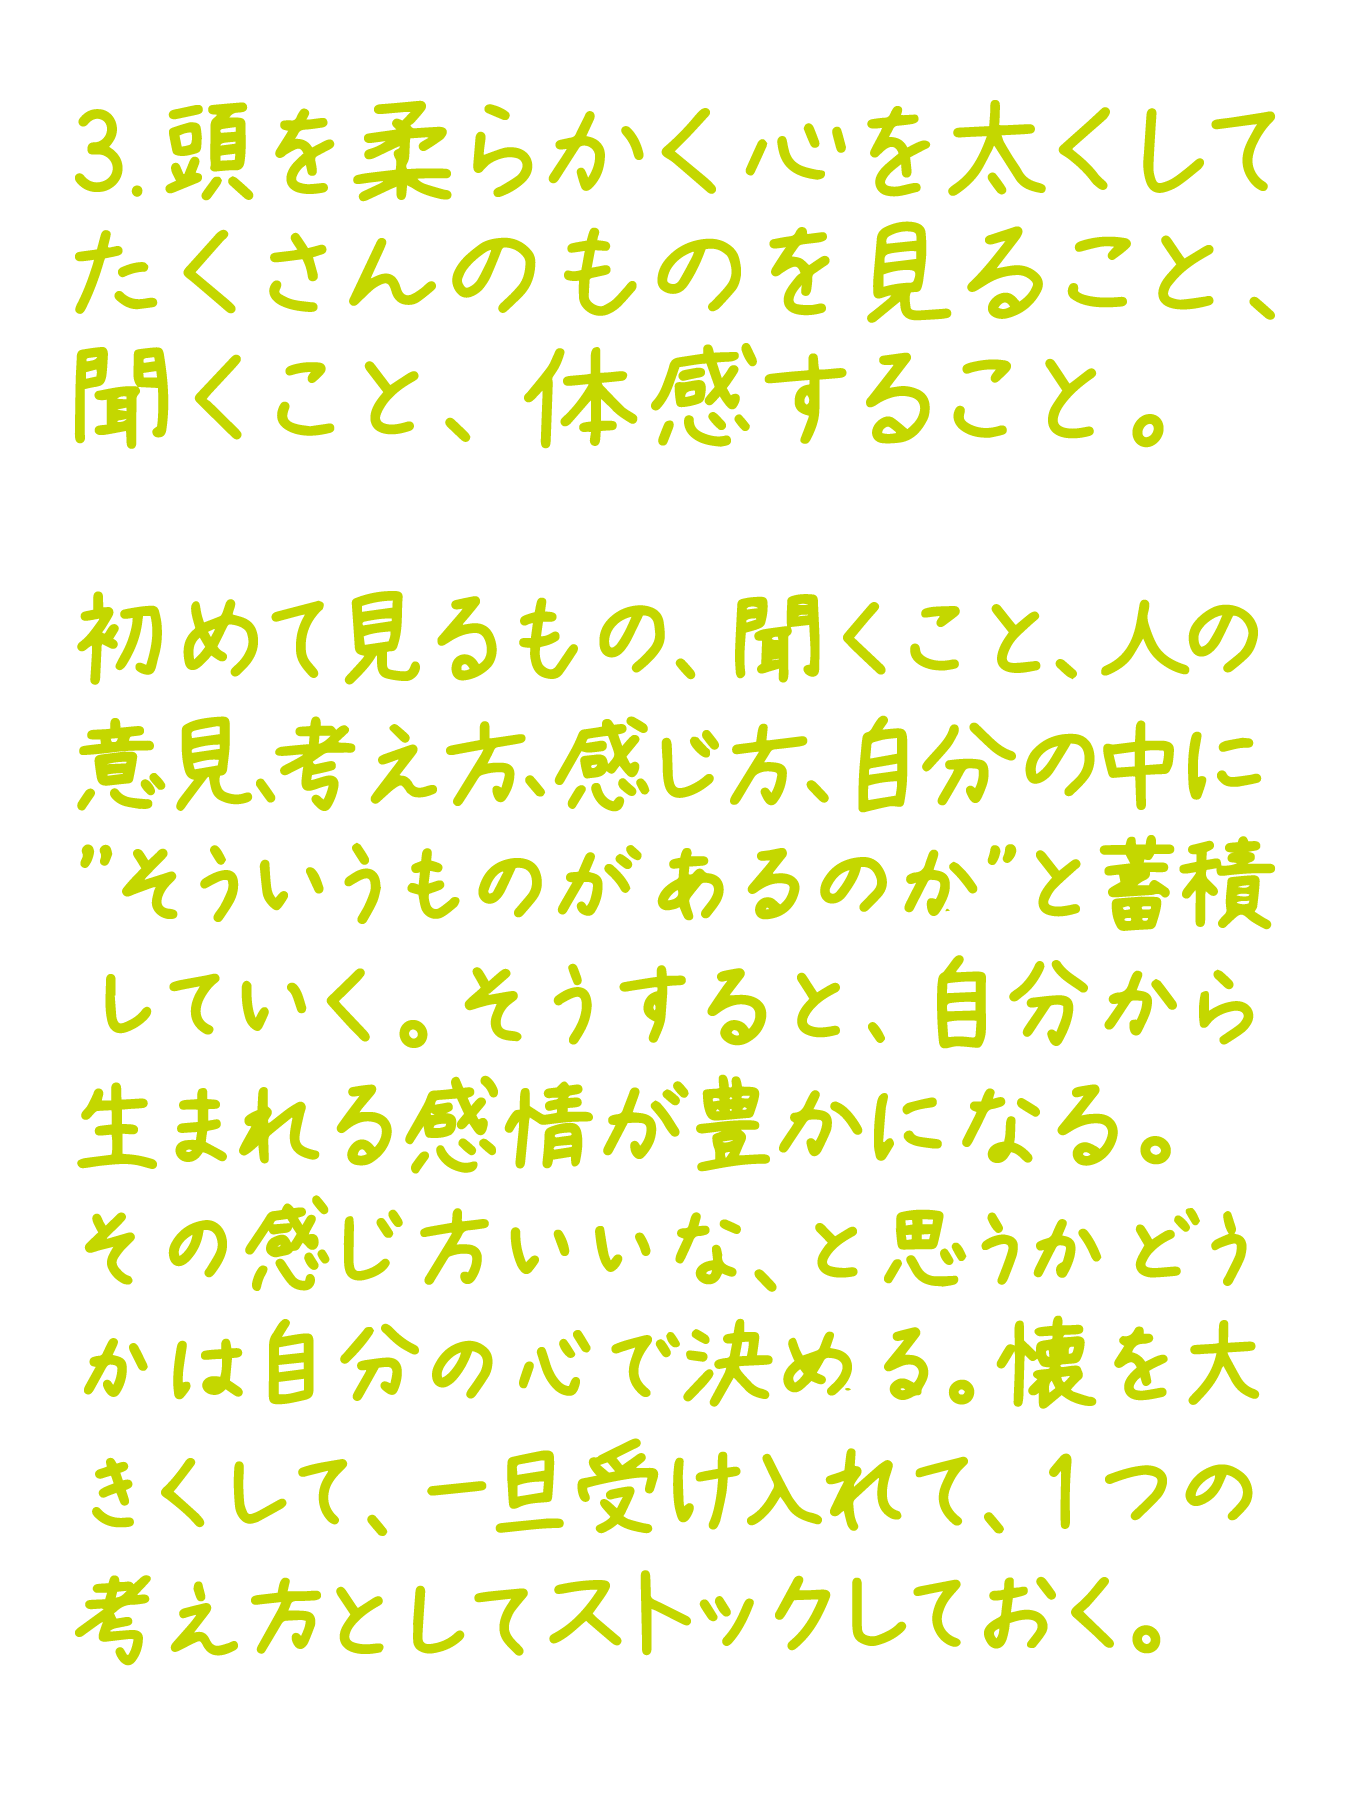 3.頭を柔らかく心を太くして
たくさんのものを見ること、
聞くこと、体感すること。
初めて見るもの、聞くこと、人の
意見、考え方、感じ方、自分の中に
”そういうものがあるのか”と蓄積
していく。そうすると、自分から
生まれる感情が豊かになる。
その感じ方いいな、と思うかどう
かは自分の心で決める。懐を大
きくして、一旦受け入れて、1つの
考え方としてストックしておく。